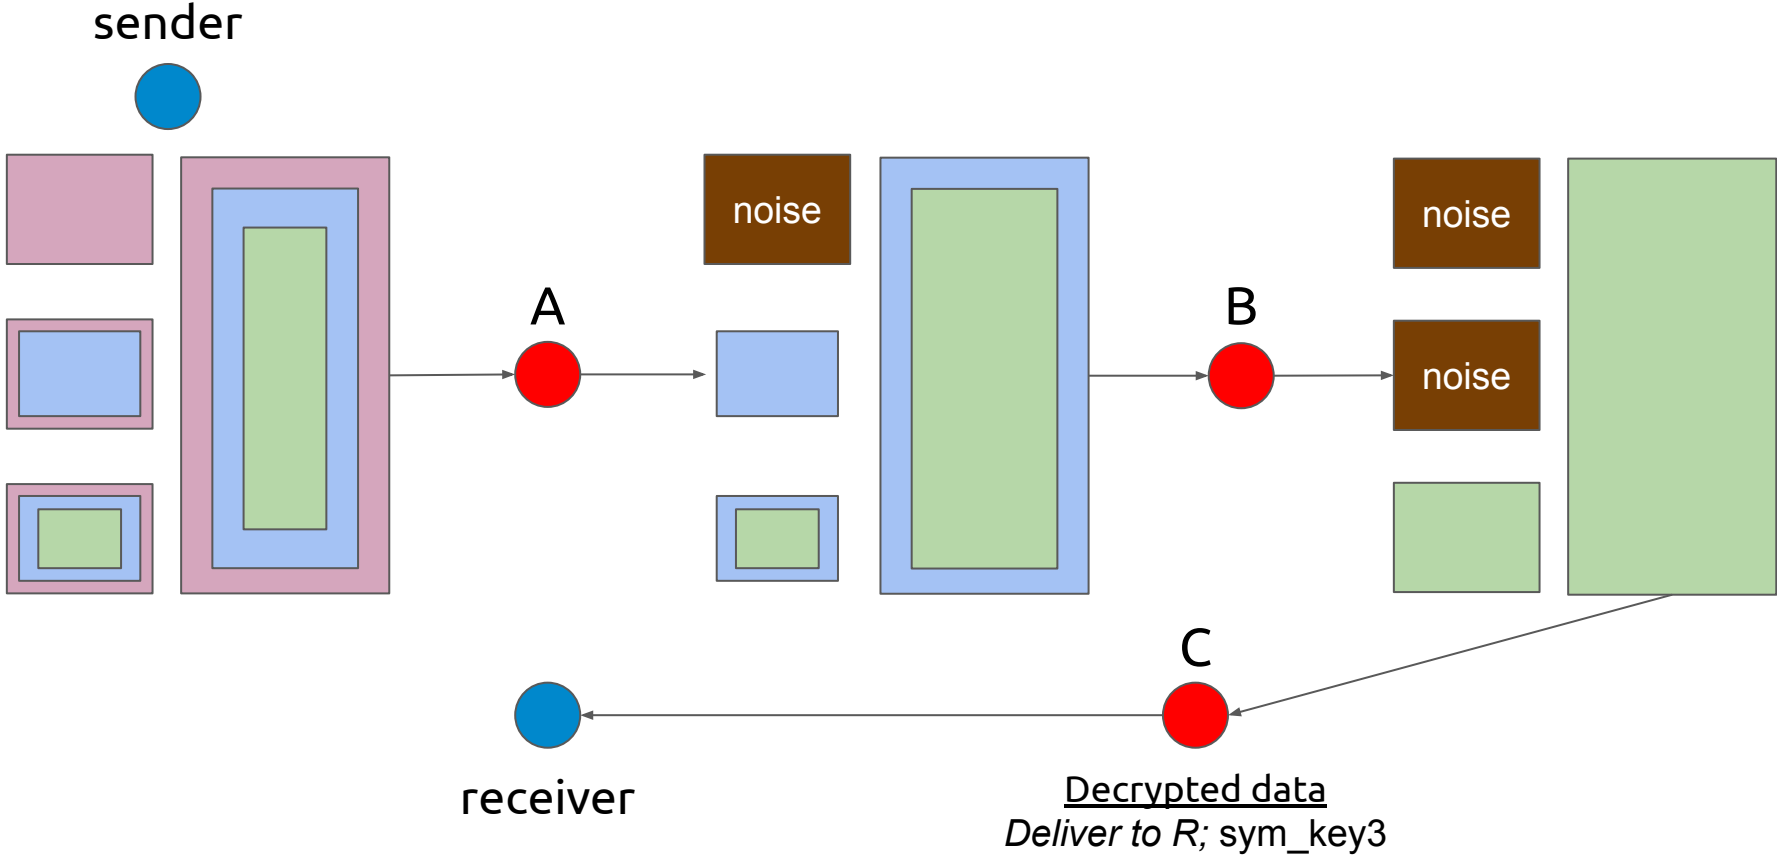 sender
noise
noise
A
B
noise
C
receiver
Decrypted data
Deliver to R; sym_key3